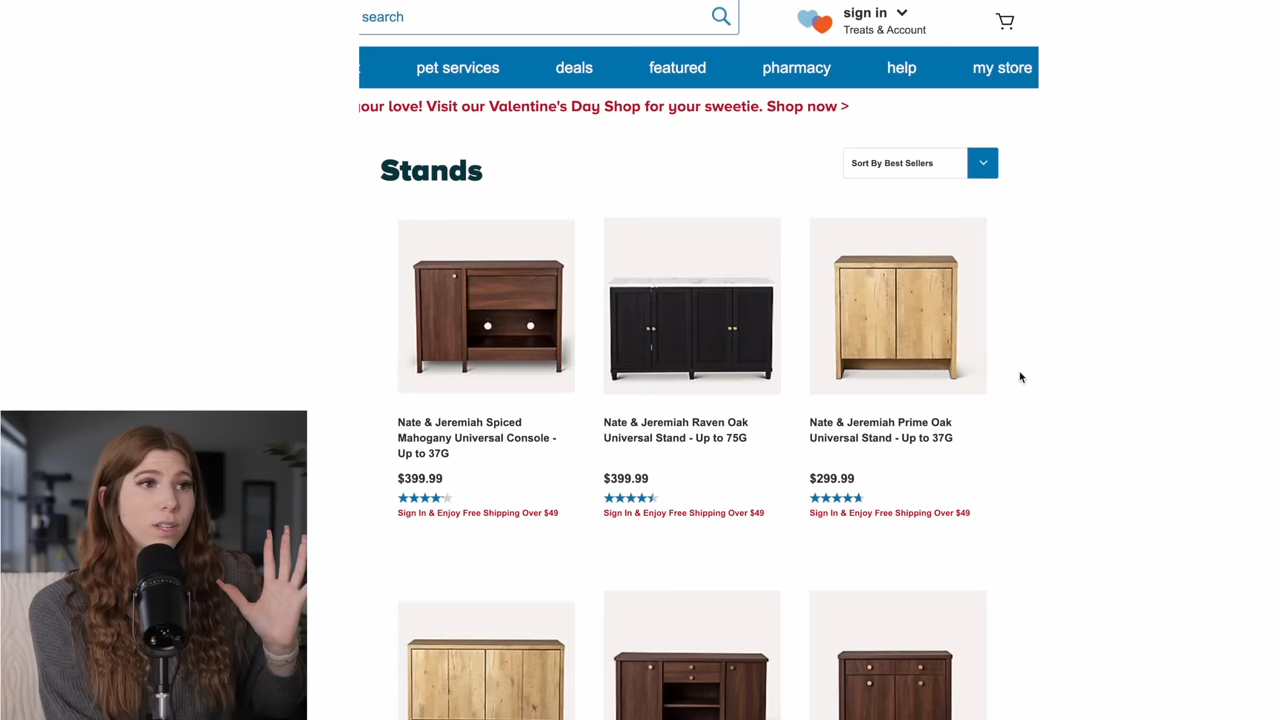 search
sign in
Treats & Account
pet services
deals
featured
pharmacy
help
my store
your love! Visit our Valentine's Day Shop for your sweetie. Shop now >
Stands
Sort By Best Sellers
Nate & Jeremiah Spiced
Mahogany Universal Console -
Up to 37G
$399.99
Sign In & Enjoy Free Shipping Over $49
Nate & Jeremiah Raven Oak
Universal Stand - Up to 75G
$399.99
Sign In & Enjoy Free Shipping Over $49
Nate & Jeremiah Prime Oak
Universal Stand - Up to 37G
$299.99
Sign In & Enjoy Free Shipping Over $49